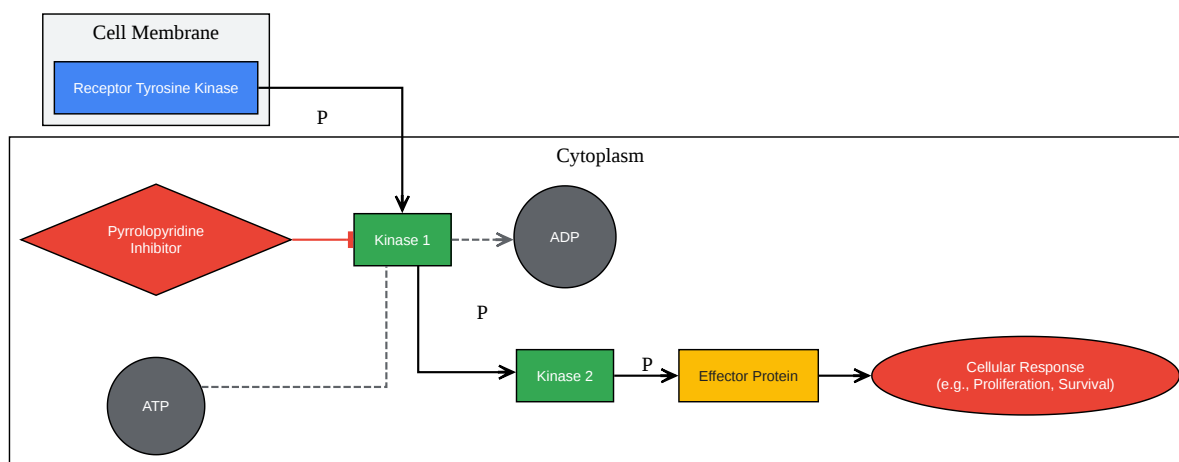 Cell Membrane
Receptor Tyrosine Kinase
P
Cytoplasm
Pyrrolopyridine
Inhibitor
Kinase 1
ADP
P
Kinase 2
P
Effector Protein
Cellular Response
(e.g., Proliferation, Survival)
ATP